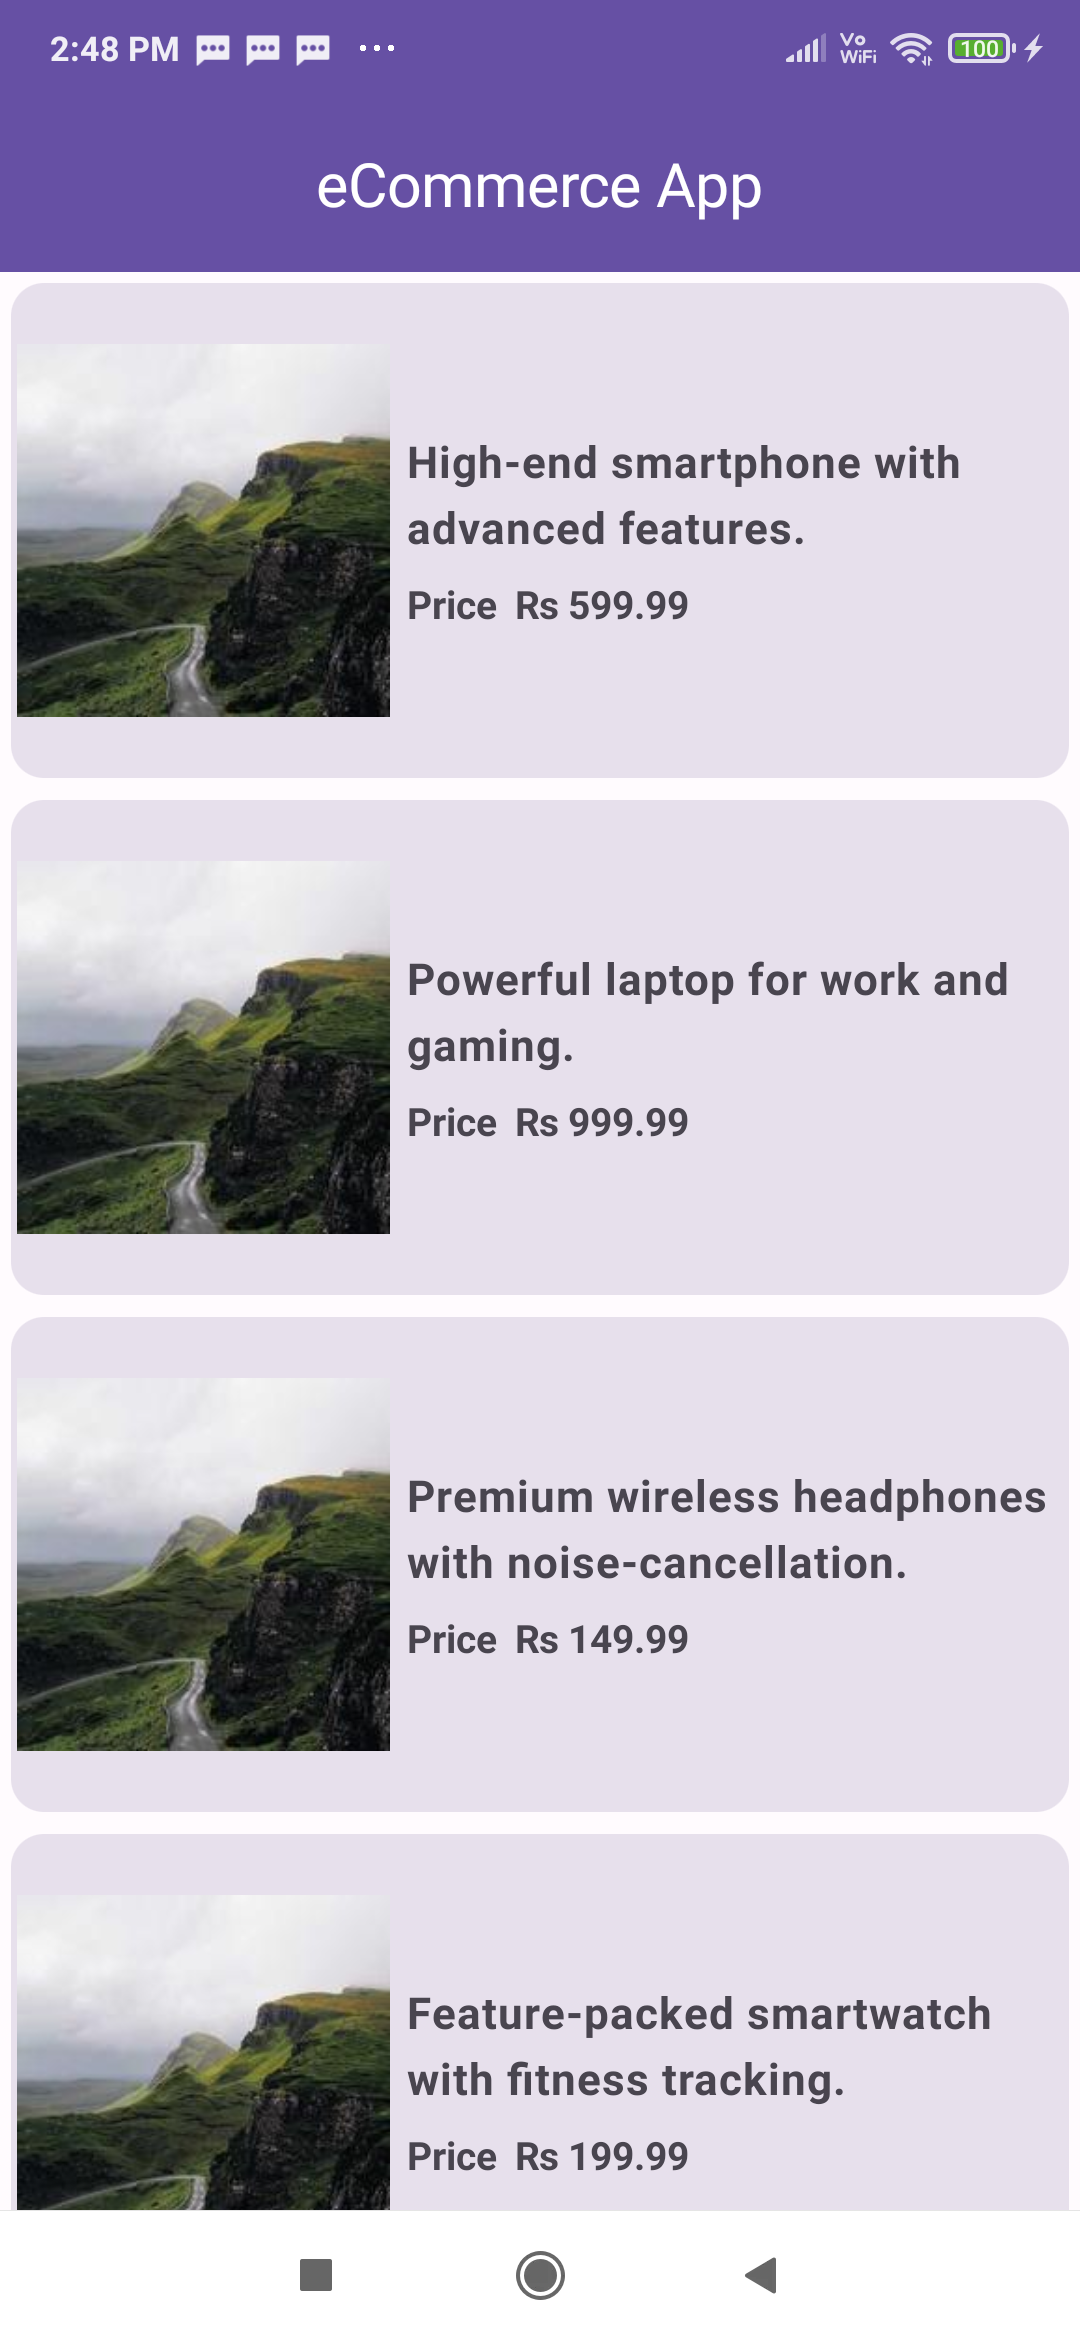 2:48 PM
Vo
WiFi
100
eCommerce App
High-end smartphone with
advanced features.
Price Rs 599.99
Powerful laptop for work and
gaming.
Price Rs 999.99
Premium wireless headphones
with noise-cancellation.
Price Rs 149.99
Feature-packed smartwatch
with fitness tracking.
Price Rs 199.99